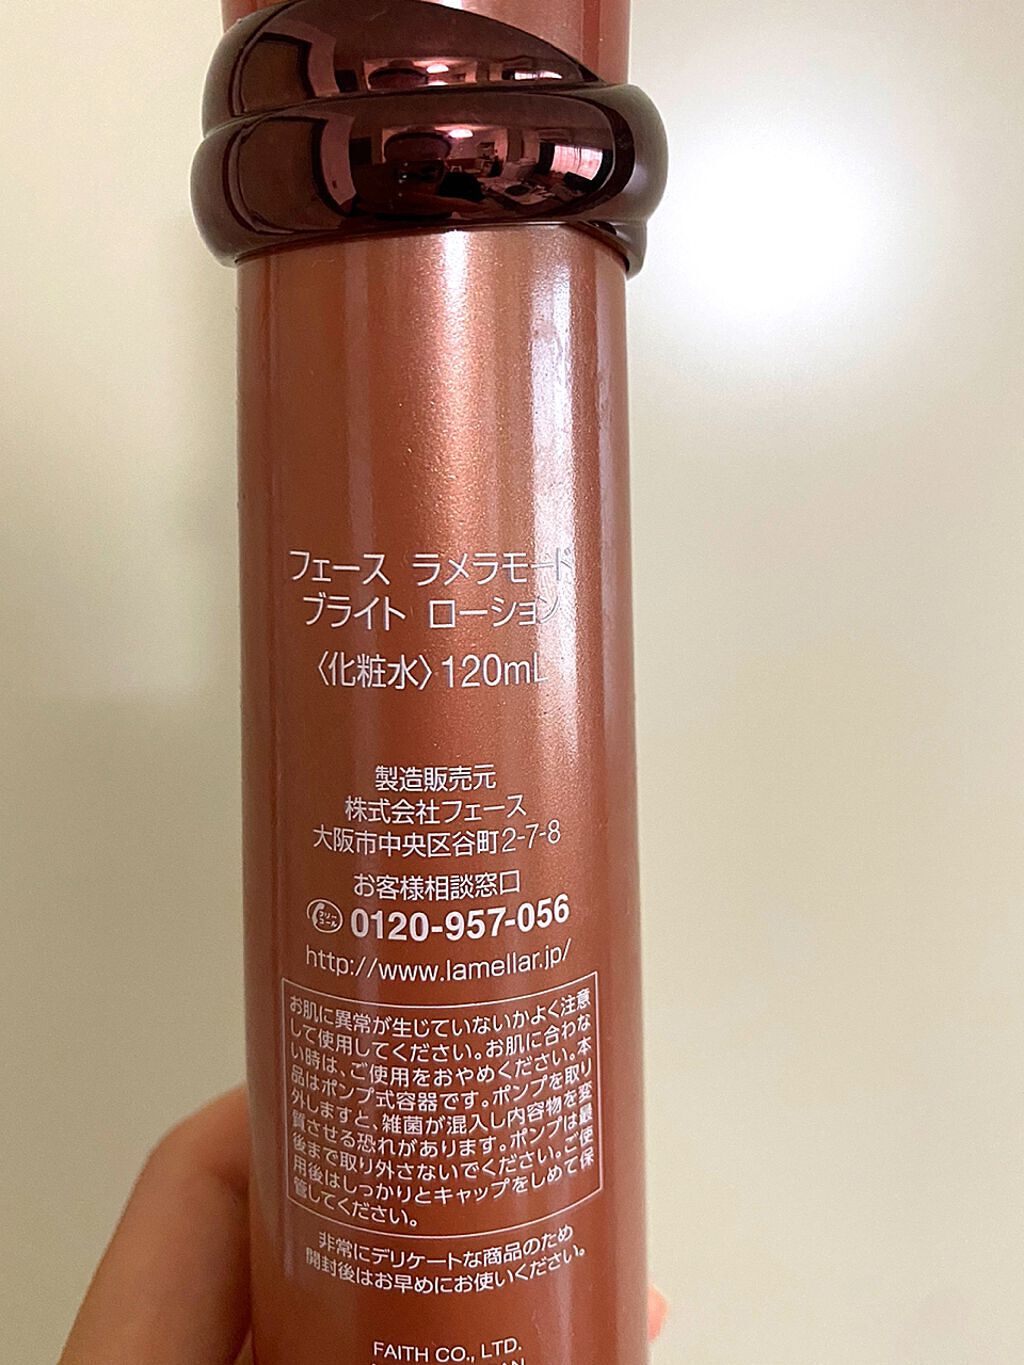 フェース ラメラモード
ブライト ローション
〈化粧水〉120mL
製造販売元
株式会社フェース
大阪市中央区谷町2-7-8
お客様相談窓口
フリーコール 0120-957-056
http://www.lamellar.jp/
お肌に異常が生じていないかよく注意
して使用してください。お肌に合わな
い時は、ご使用をおやめください。本
品はポンプ式容器です。ポンプを取り
外しますと、雑菌が混入し内容物を変
質させる恐れがあります。ポンプは最
後まで取り外さないでください。ご使
用後はしっかりとキャップをしめて保
管してください。
非常にデリケートな商品のため
開封後はお早めにお使いください。
FAITH CO., LTD.